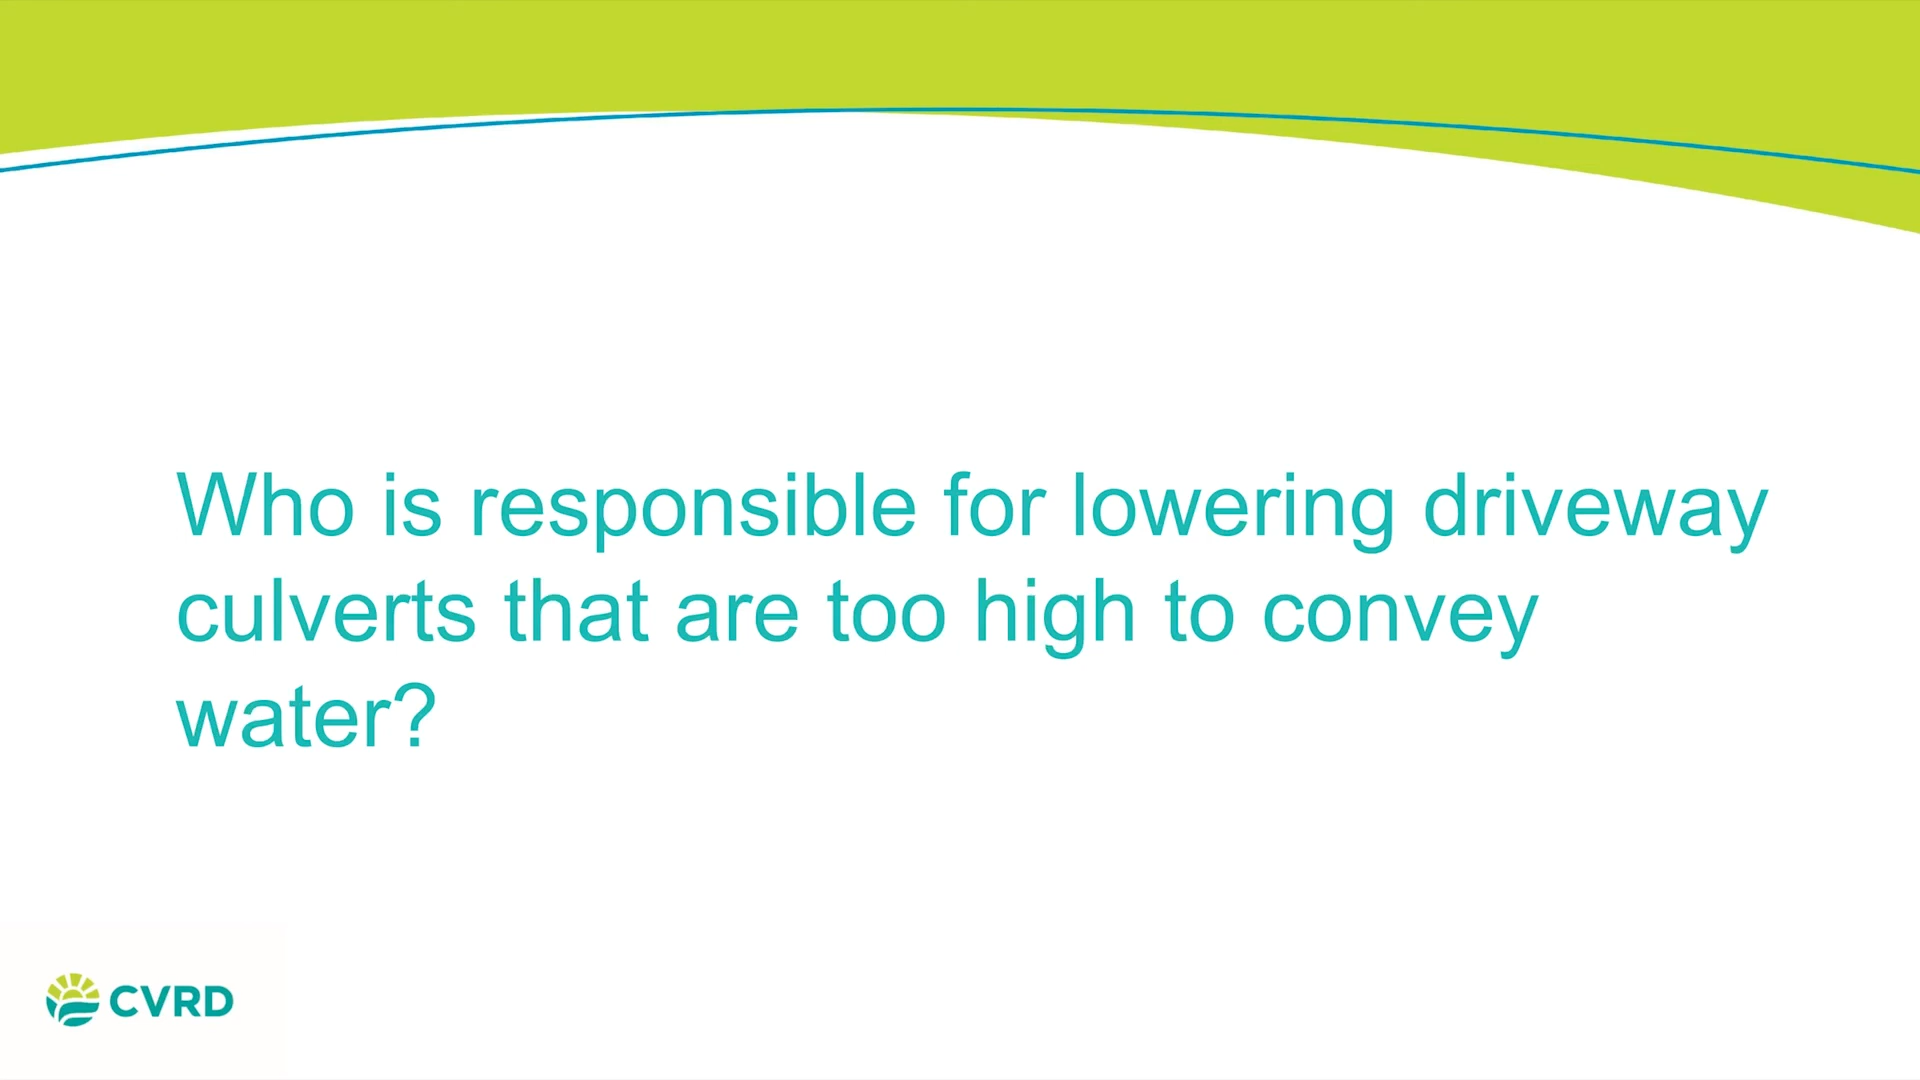 Who is responsible for lowering driveway
culverts that are too high to convey
water?
CVRD